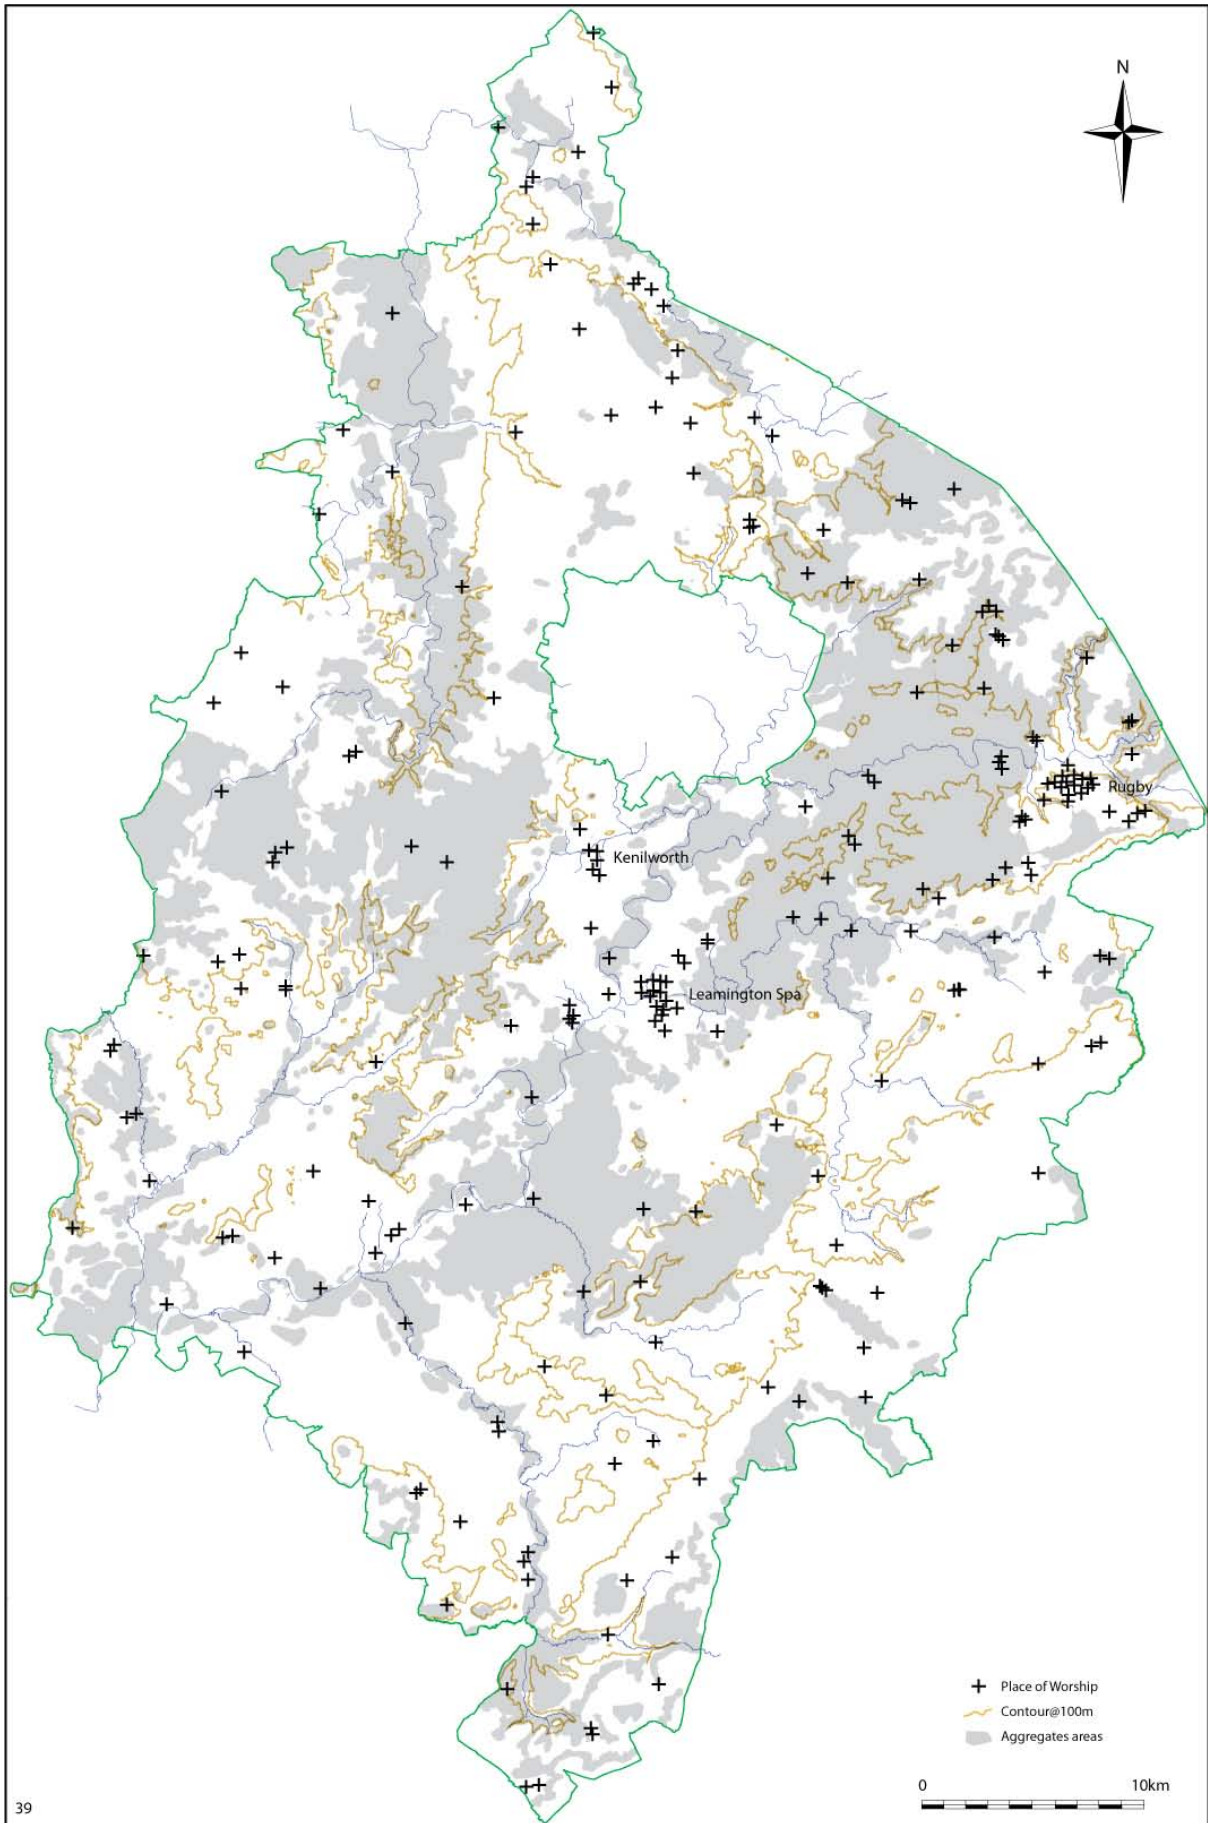 N
Rugby
Kenilworth
Leamington Spa
Place of Worship
Contour@100m
Aggregates areas
0 10km
39